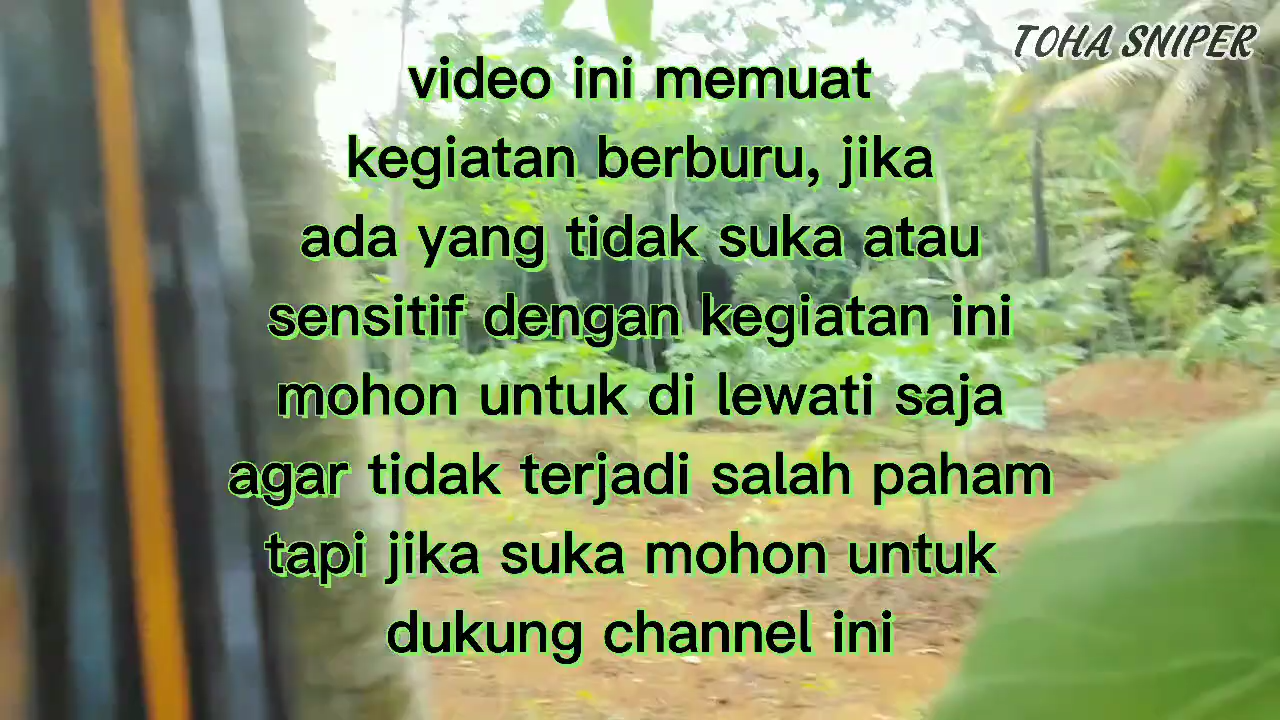 TOHA SNIPER
video ini memuat
kegiatan berburu, jika
ada yang tidak suka atau
sensitif dengan kegiatan ini
mohon untuk di lewati saja
agar tidak terjadi salah paham
tapi jika suka mohon untuk
dukung channel ini